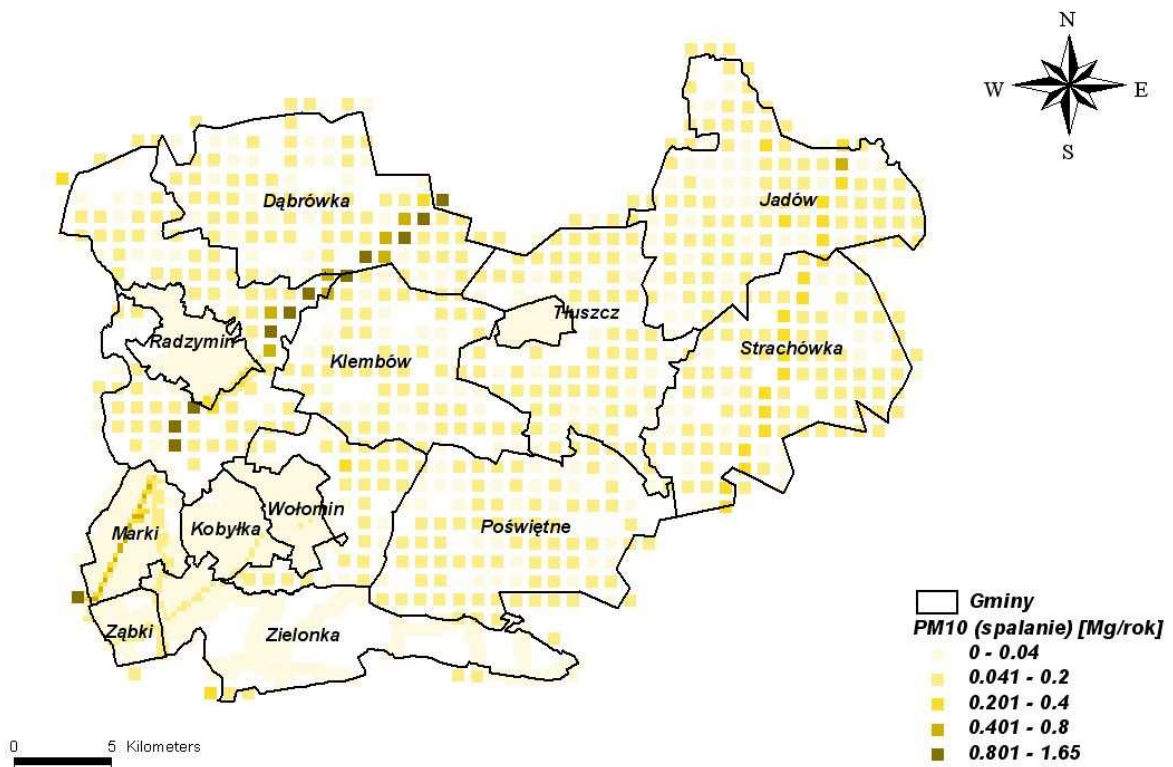 N
W E
S
Dąbrówka
Jadów
Radzymin
Tłuszcz
Klembów
Strachówka
Wołomin
Marki
Kobyłka
Poświętne
Ząbki
Zielonka
Gminy
PM10 (spalanie) [Mg/rok]
0 - 0.04
0.041 - 0.2
0.201 - 0.4
0.401 - 0.8
0.801 - 1.65
0 5 Kilometers